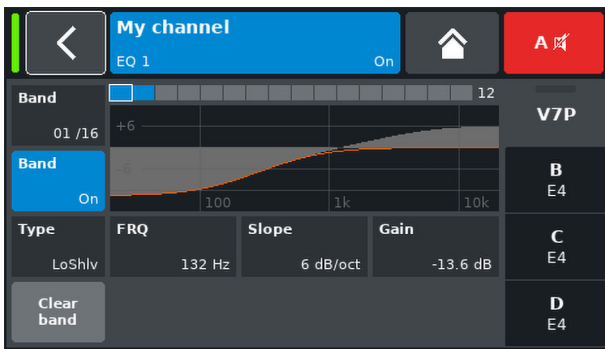 My channel
EQ 1
On
A
Band
01 /16
12
V7P
+6
-6
100
1k
10k
Band
On
B
E4
Type
LoShlv
FRQ
132 Hz
Slope
6 dB/oct
Gain
-13.6 dB
C
E4
Clear
band
D
E4